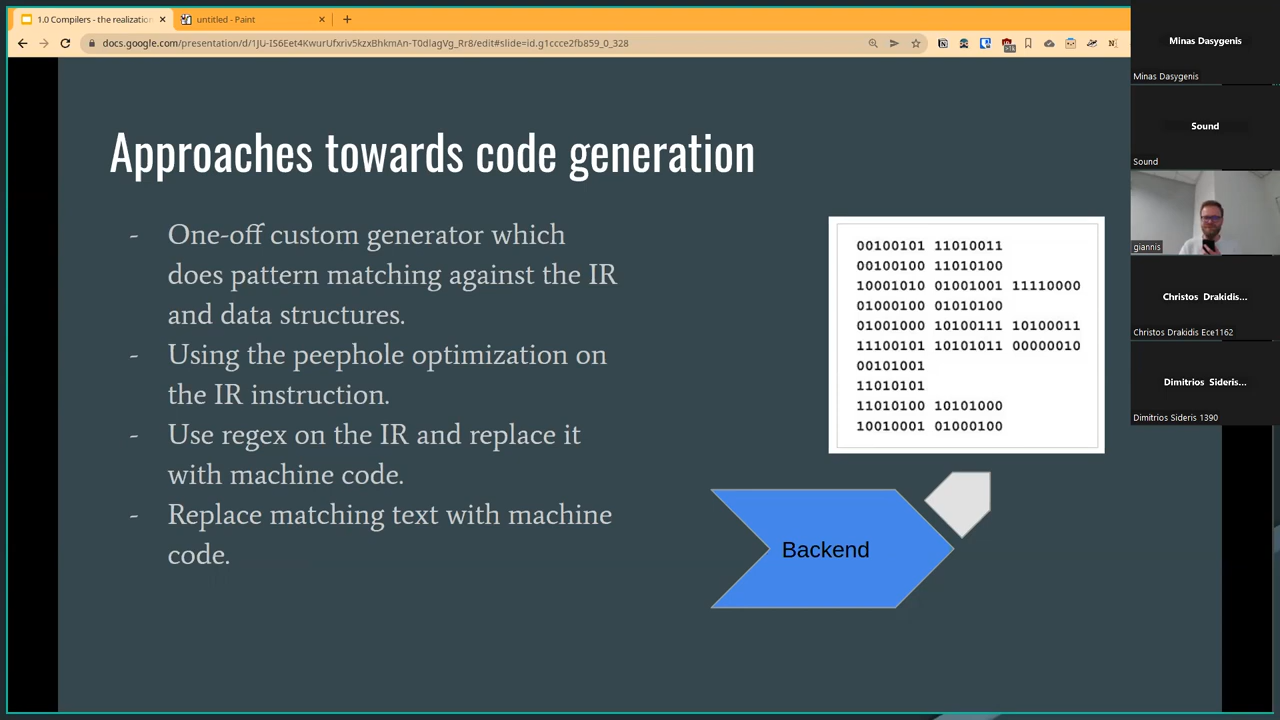 1.0 Compilers - the realization
untitled - Paint
docs.google.com/presentation/d/1JU-IS6Eet4KwurUfxriv5kzxBhkmAn-T0dlagVg_Rr8/edit#slide=id.g1ccce2fb859_0_328
Approaches towards code generation
- One-off custom generator which
does pattern matching against the IR
and data structures.
- Using the peephole optimization on
the IR instruction.
- Use regex on the IR and replace it
with machine code.
- Replace matching text with machine
code.
00100101 11010011
00100100 11010100
10001010 01001001 11110000
01000100 01010100
01001000 10100111 10100011
11100101 10101011 00000010
00101001
11010101
11010100 10101000
10010001 01000100
Backend
Minas Dasygenis
Minas Dasygenis
Sound
Sound
giannis
Christos Drakidis...
Christos Drakidis Ece1162
Dimitrios Sideris...
Dimitrios Sideris 1390